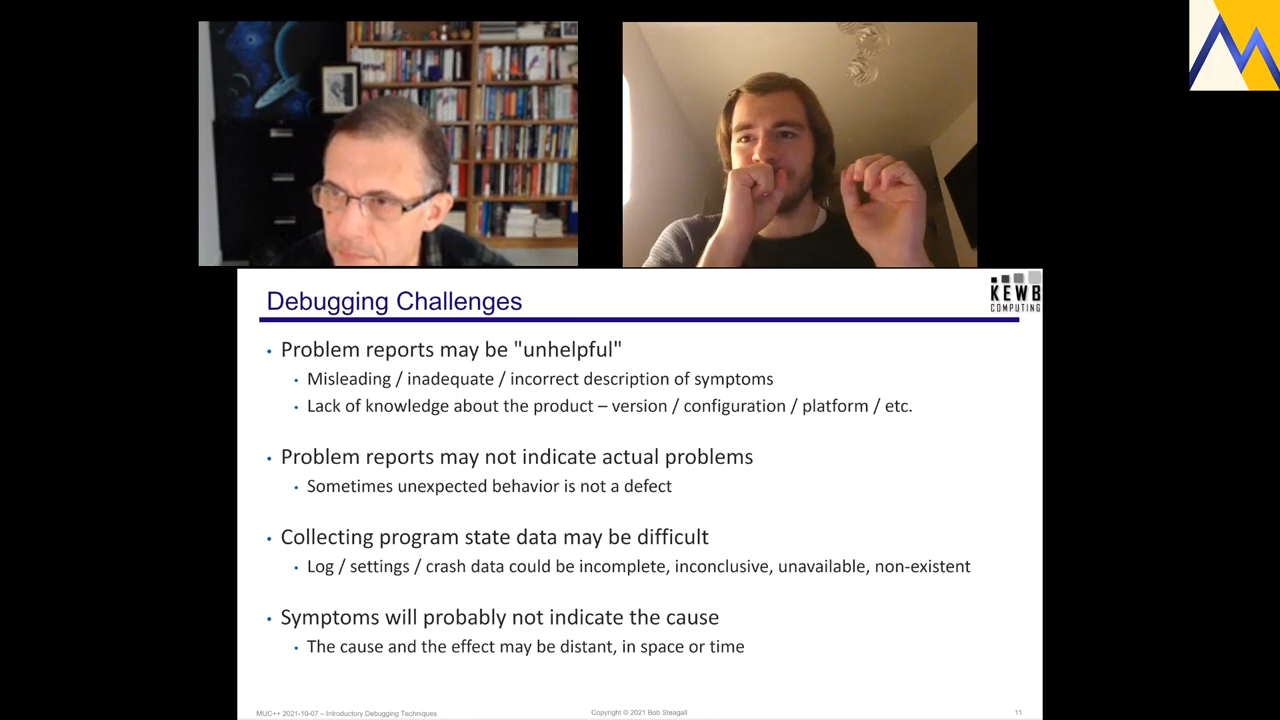 Debugging Challenges
KEWB
COMPUTING
• Problem reports may be "unhelpful"
• Misleading / inadequate / incorrect description of symptoms
• Lack of knowledge about the product – version / configuration / platform / etc.
• Problem reports may not indicate actual problems
• Sometimes unexpected behavior is not a defect
• Collecting program state data may be difficult
• Log / settings / crash data could be incomplete, inconclusive, unavailable, non-existent
• Symptoms will probably not indicate the cause
• The cause and the effect may be distant, in space or time
MUC++ 2021-10-07 – Introductory Debugging Techniques
Copyright © 2021 Bob Steagall
11